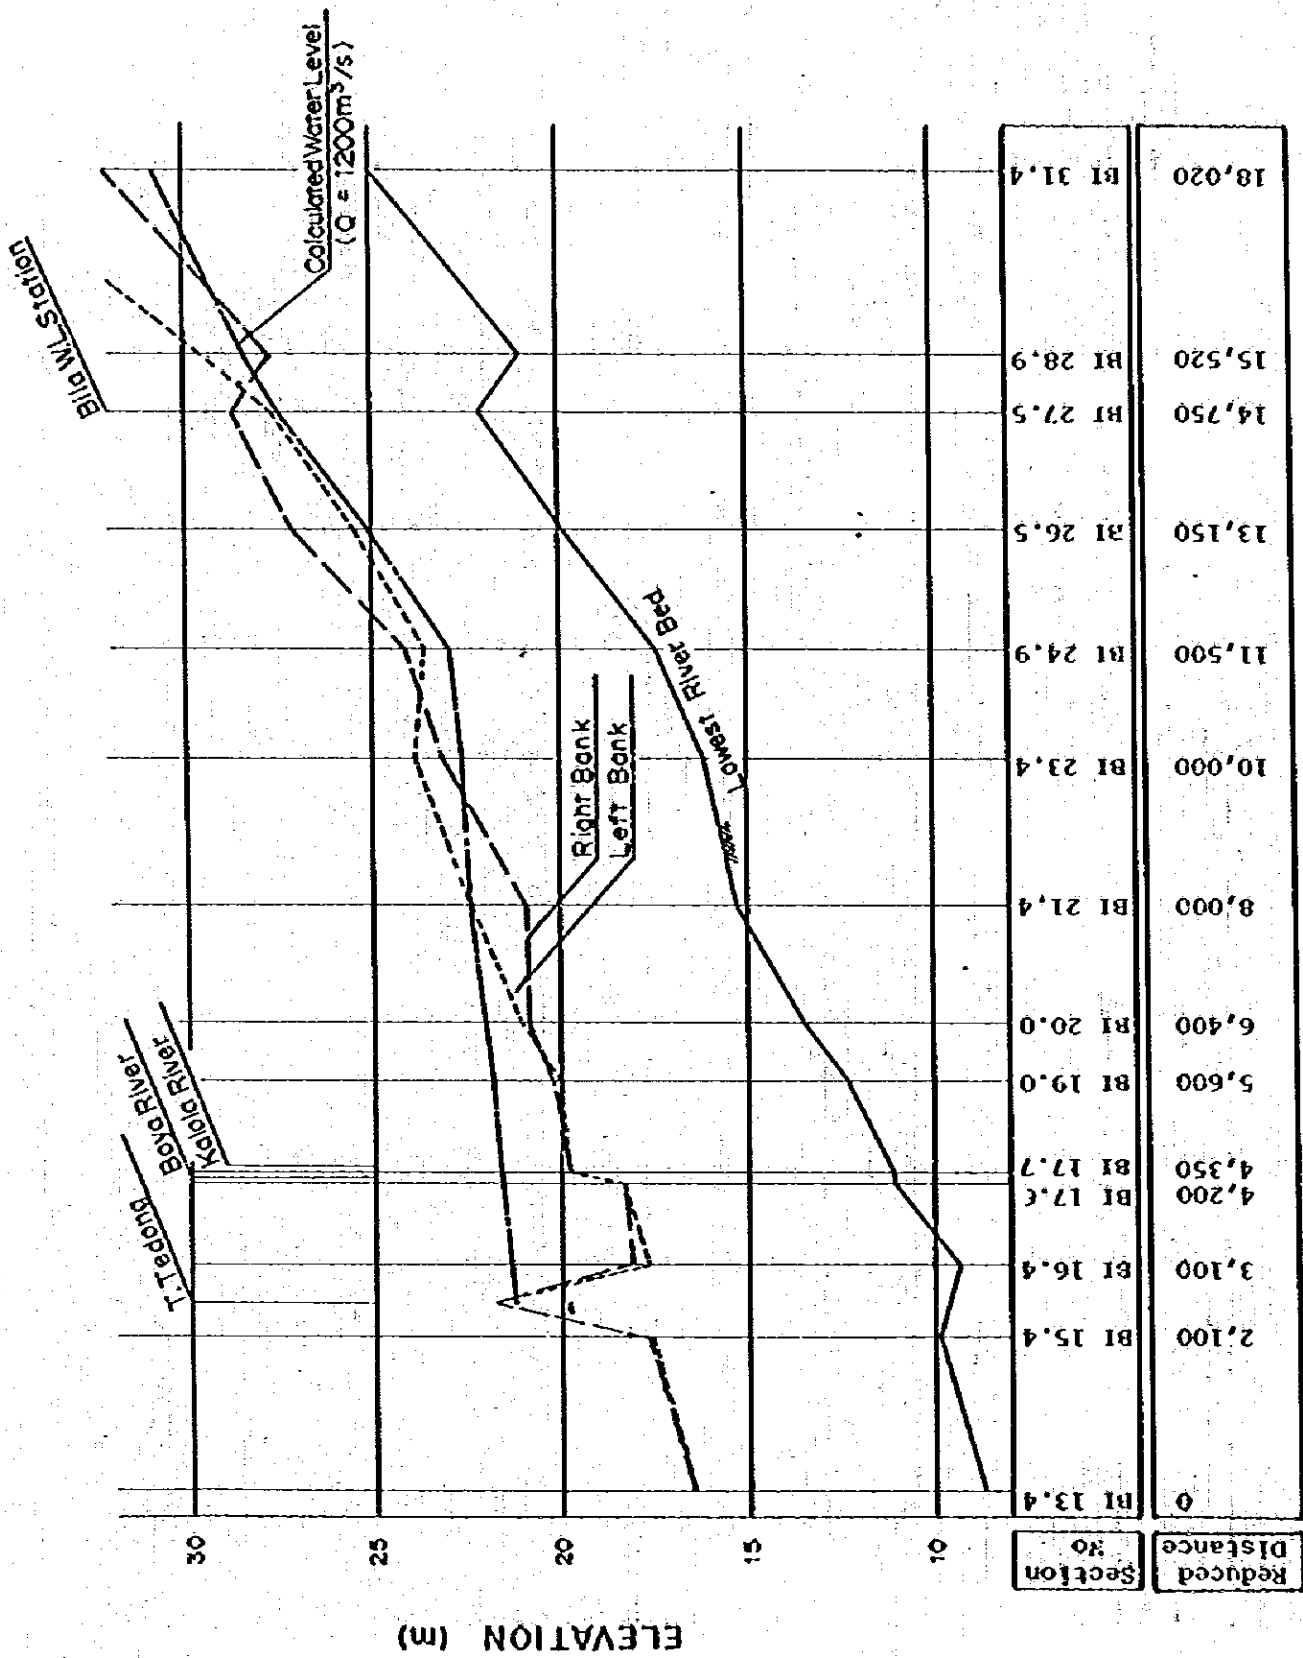 Bila W.L. Station
Calculated Water Level
(Q = 1200m³/s)
Boya River
Kalola River
T. Tedong
Right Bank
Left Bank
Lowest River Bed
ELEVATION (m)
30
25
20
15
10
Section
No
BI 13.4
BI 15.4
BI 16.4
BI 17.7
BI 19.0
BI 20.0
BI 21.4
BI 23.4
BI 24.9
BI 26.5
BI 27.5
BI 28.9
BI 31.4
Reduced
Distance
0
2,100
3,100
4,200
4,350
5,600
6,400
8,000
10,000
11,500
13,150
14,750
15,520
18,020